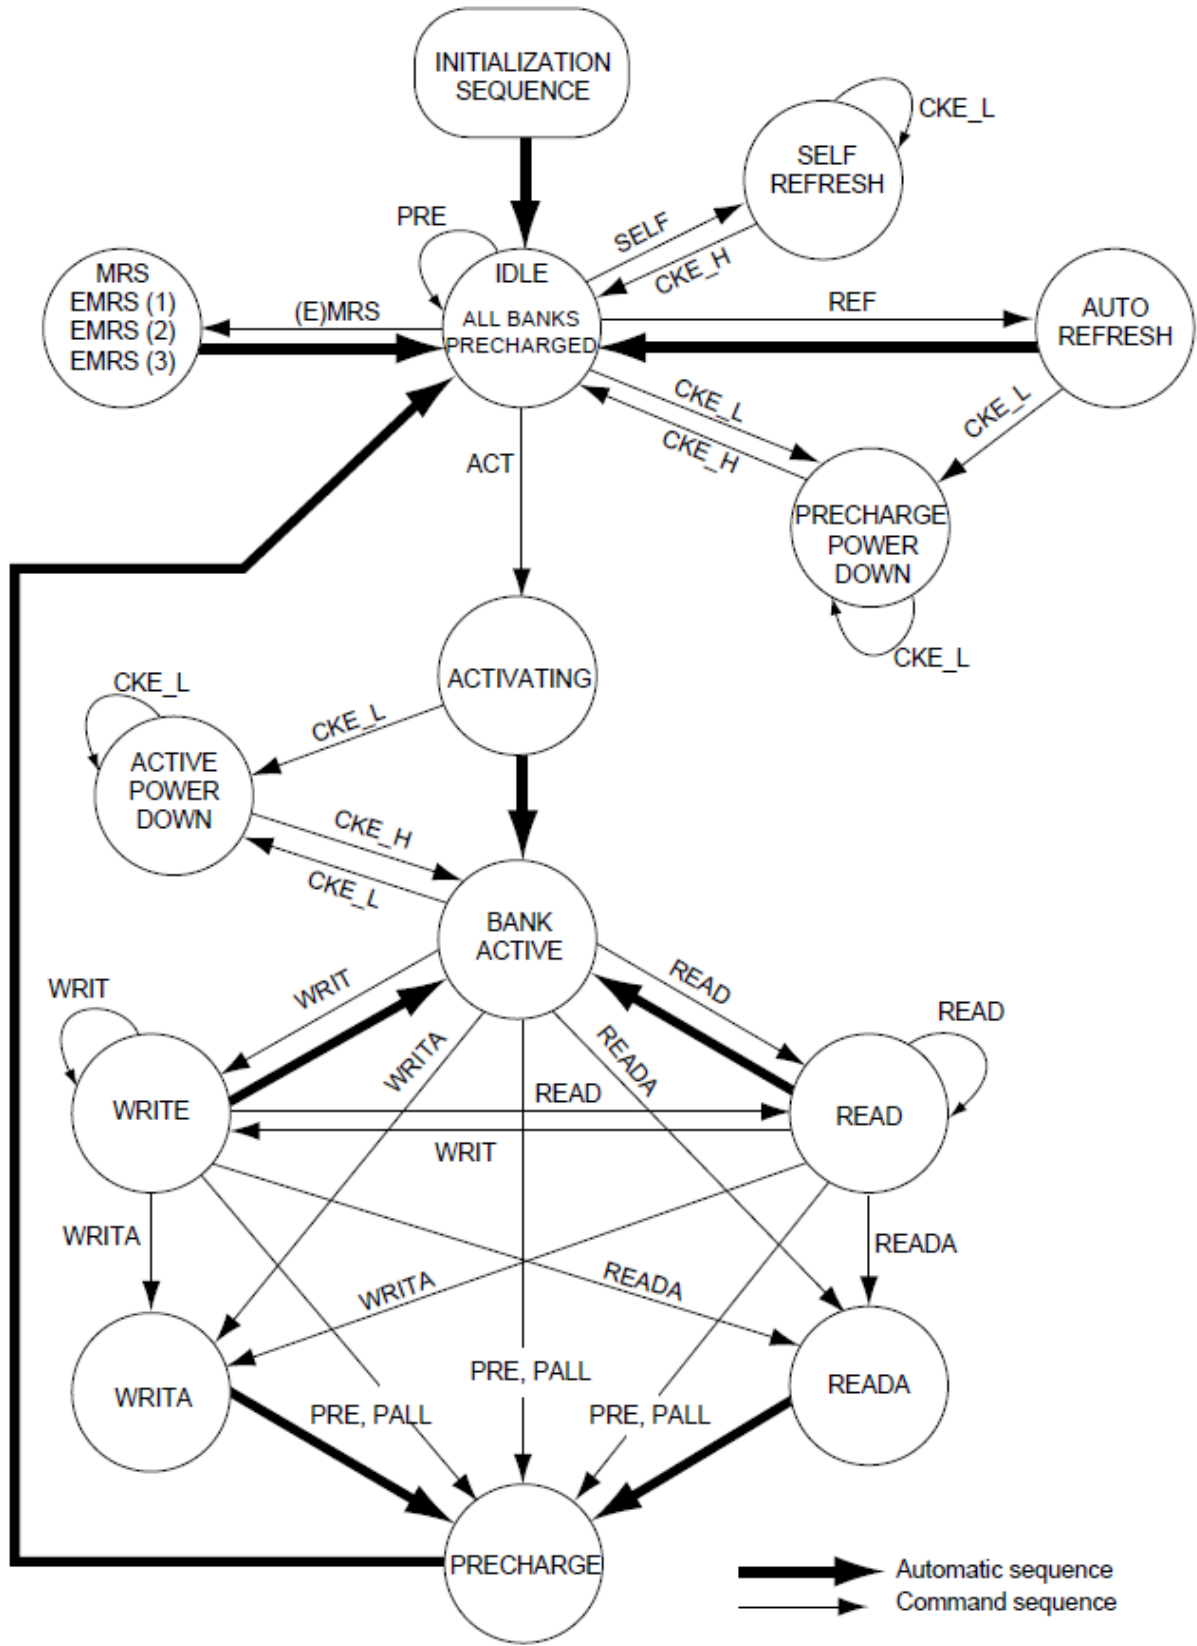 INITIALIZATION
SEQUENCE
CKE_L
SELF
REFRESH
PRE
SELF
CKE_H
MRS
EMRS (1)
EMRS (2)
EMRS (3)
(E)MRS
IDLE
ALL BANKS
PRECHARGED
REF
AUTO
REFRESH
CKE_L
CKE_H
CKE_L
ACT
PRECHARGE
POWER
DOWN
CKE_L
ACTIVATING
CKE_L
CKE_L
ACTIVE
POWER
DOWN
CKE_H
CKE_L
BANK
ACTIVE
WRIT
WRIT
READ
READ
WRITA
READA
WRITE
READ
WRIT
READ
WRITA
READA
WRITA
READA
PRE, PALL
WRITA
READA
PRE, PALL
PRE, PALL
PRECHARGE
Automatic sequence
Command sequence